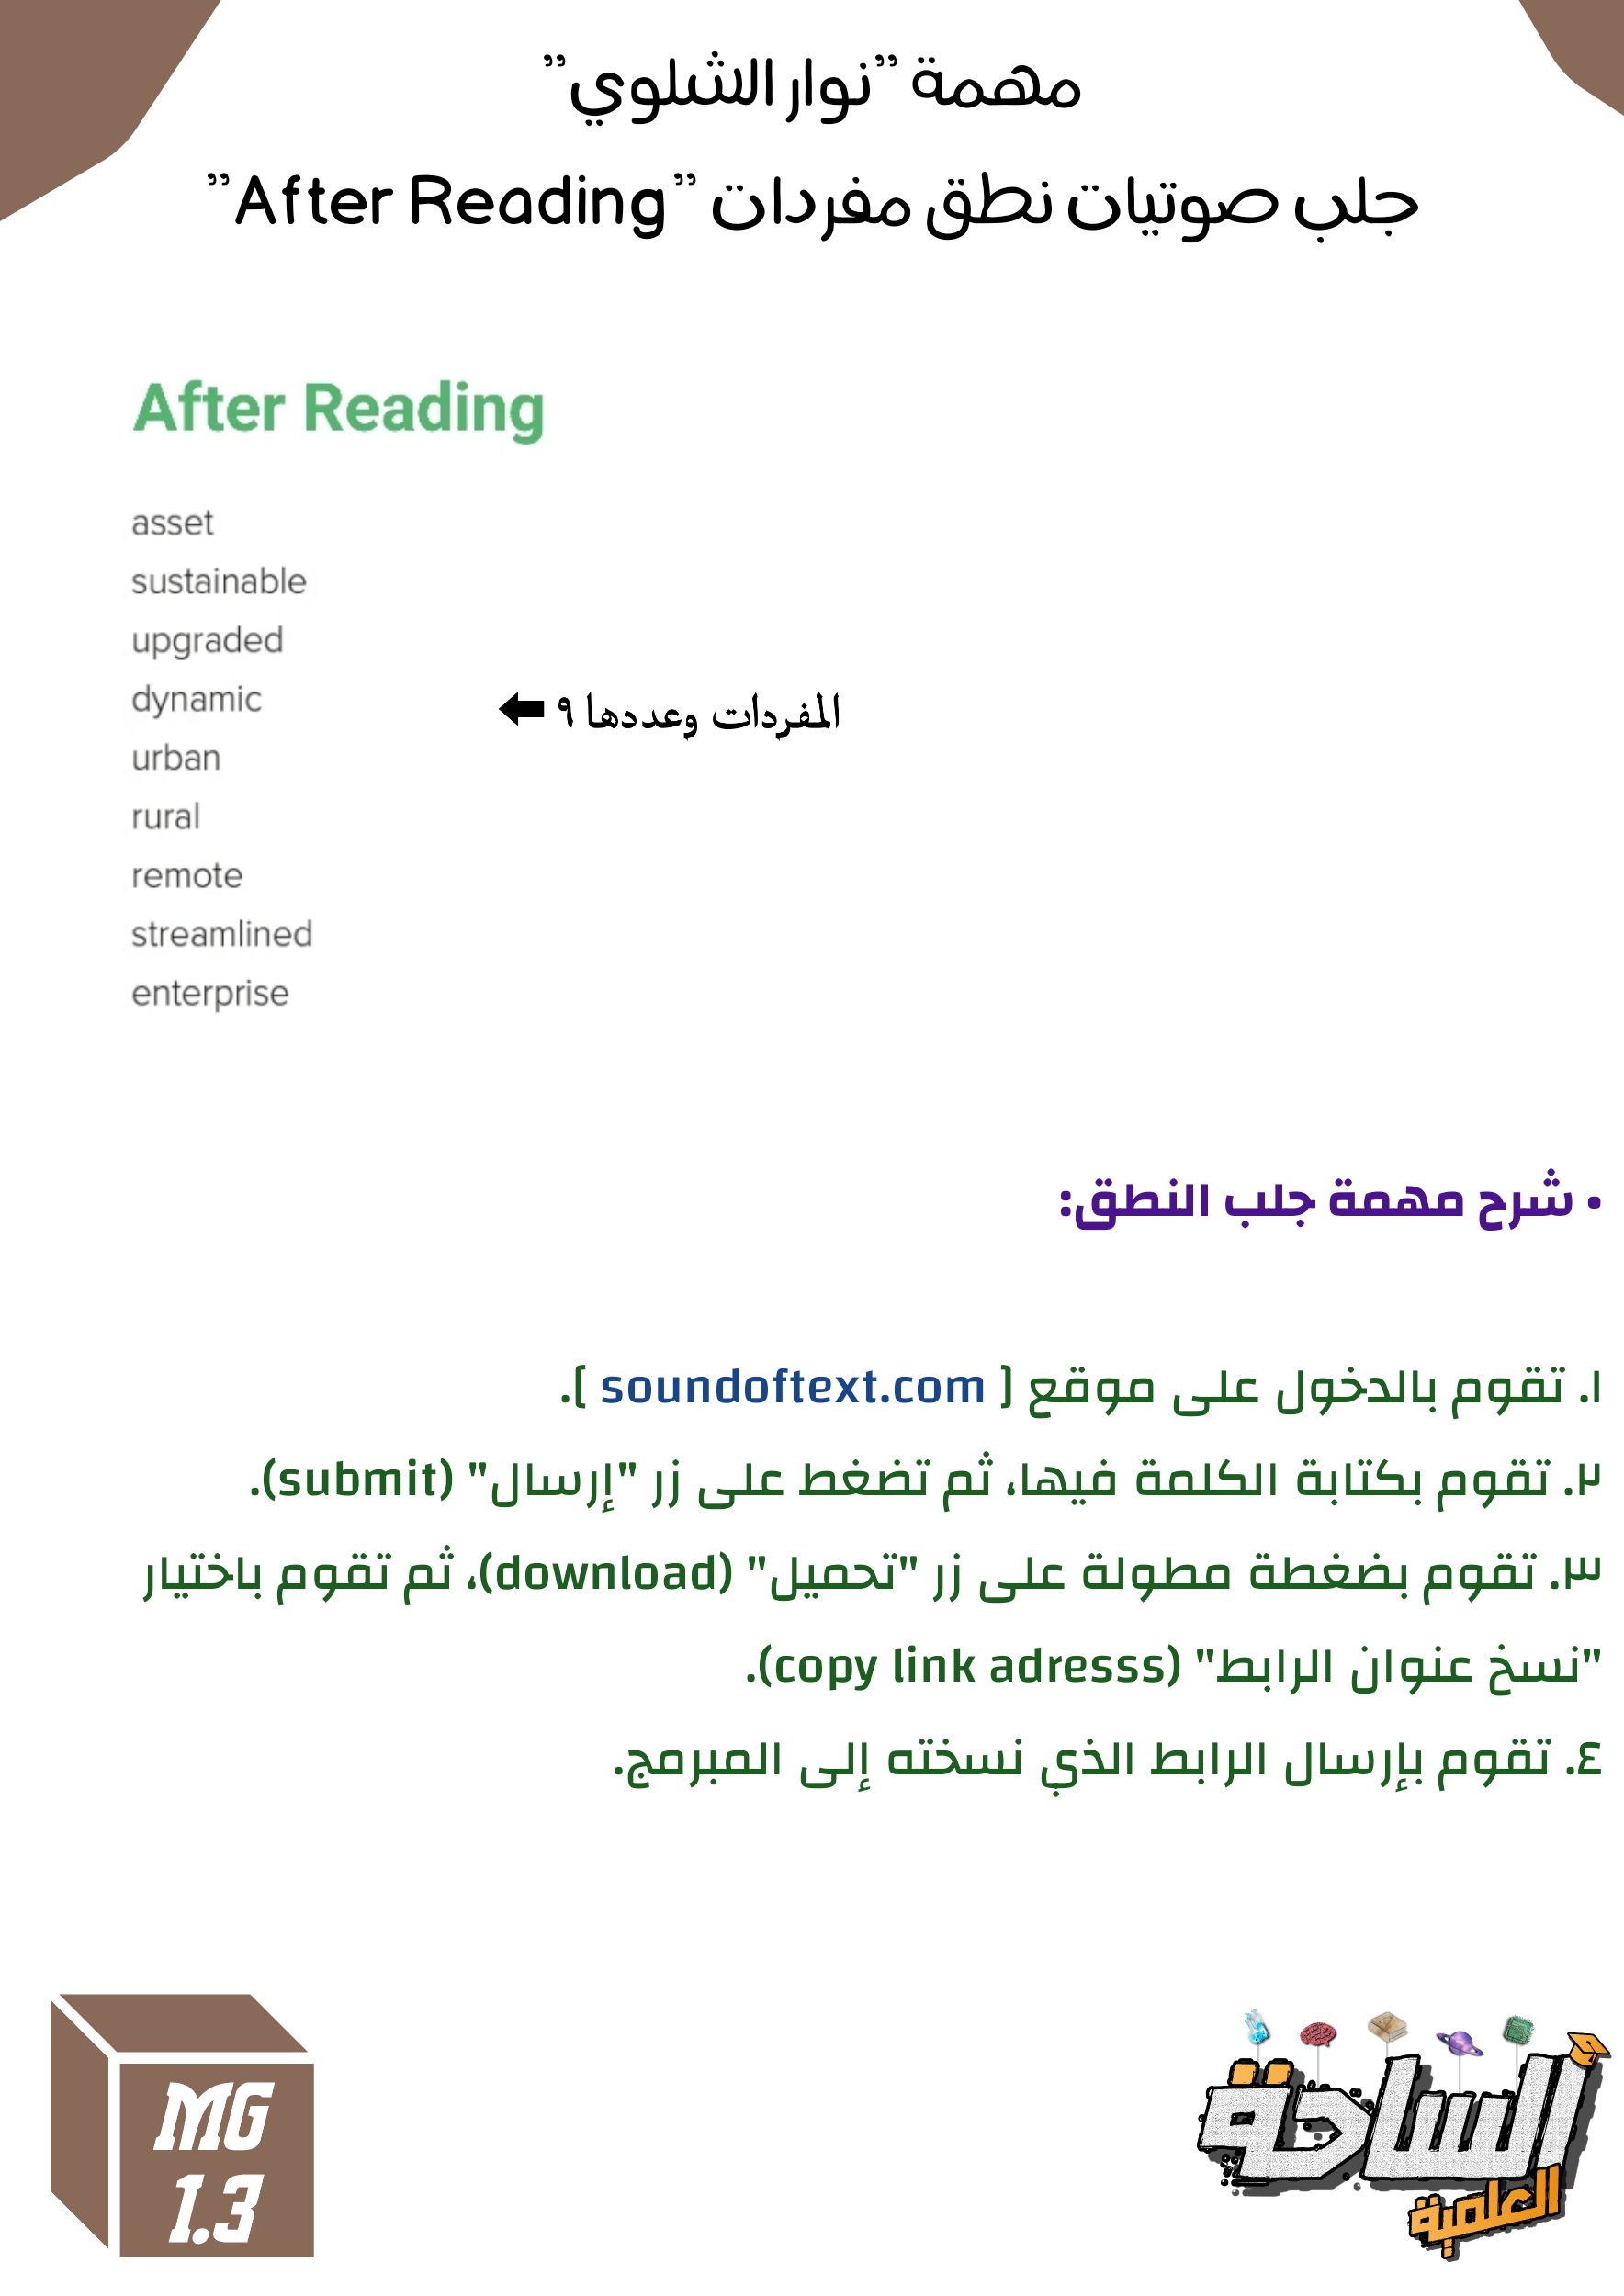 مهمة ”نوار الشلوي”
جلب صوتيات نطق مفردات ”After Reading”
After Reading
asset
sustainable
upgraded
dynamic
urban
rural
remote
streamlined
enterprise
المفردات وعددها ٩ ⬅
• شرح مهمة جلب النطق:
١. تقوم بالدخول على موقع [ soundoftext.com ].
٢. تقوم بكتابة الكلمة فيها، ثم تضغط على زر "إرسال" (submit).
٣. تقوم بضغطة مطولة على زر "تحميل" (download)، ثم تقوم باختيار
"نسخ عنوان الرابط" (copy link adresss).
٤. تقوم بإرسال الرابط الذي نسخته إلى المبرمج.
MG
1.3
الساحة
العلمية